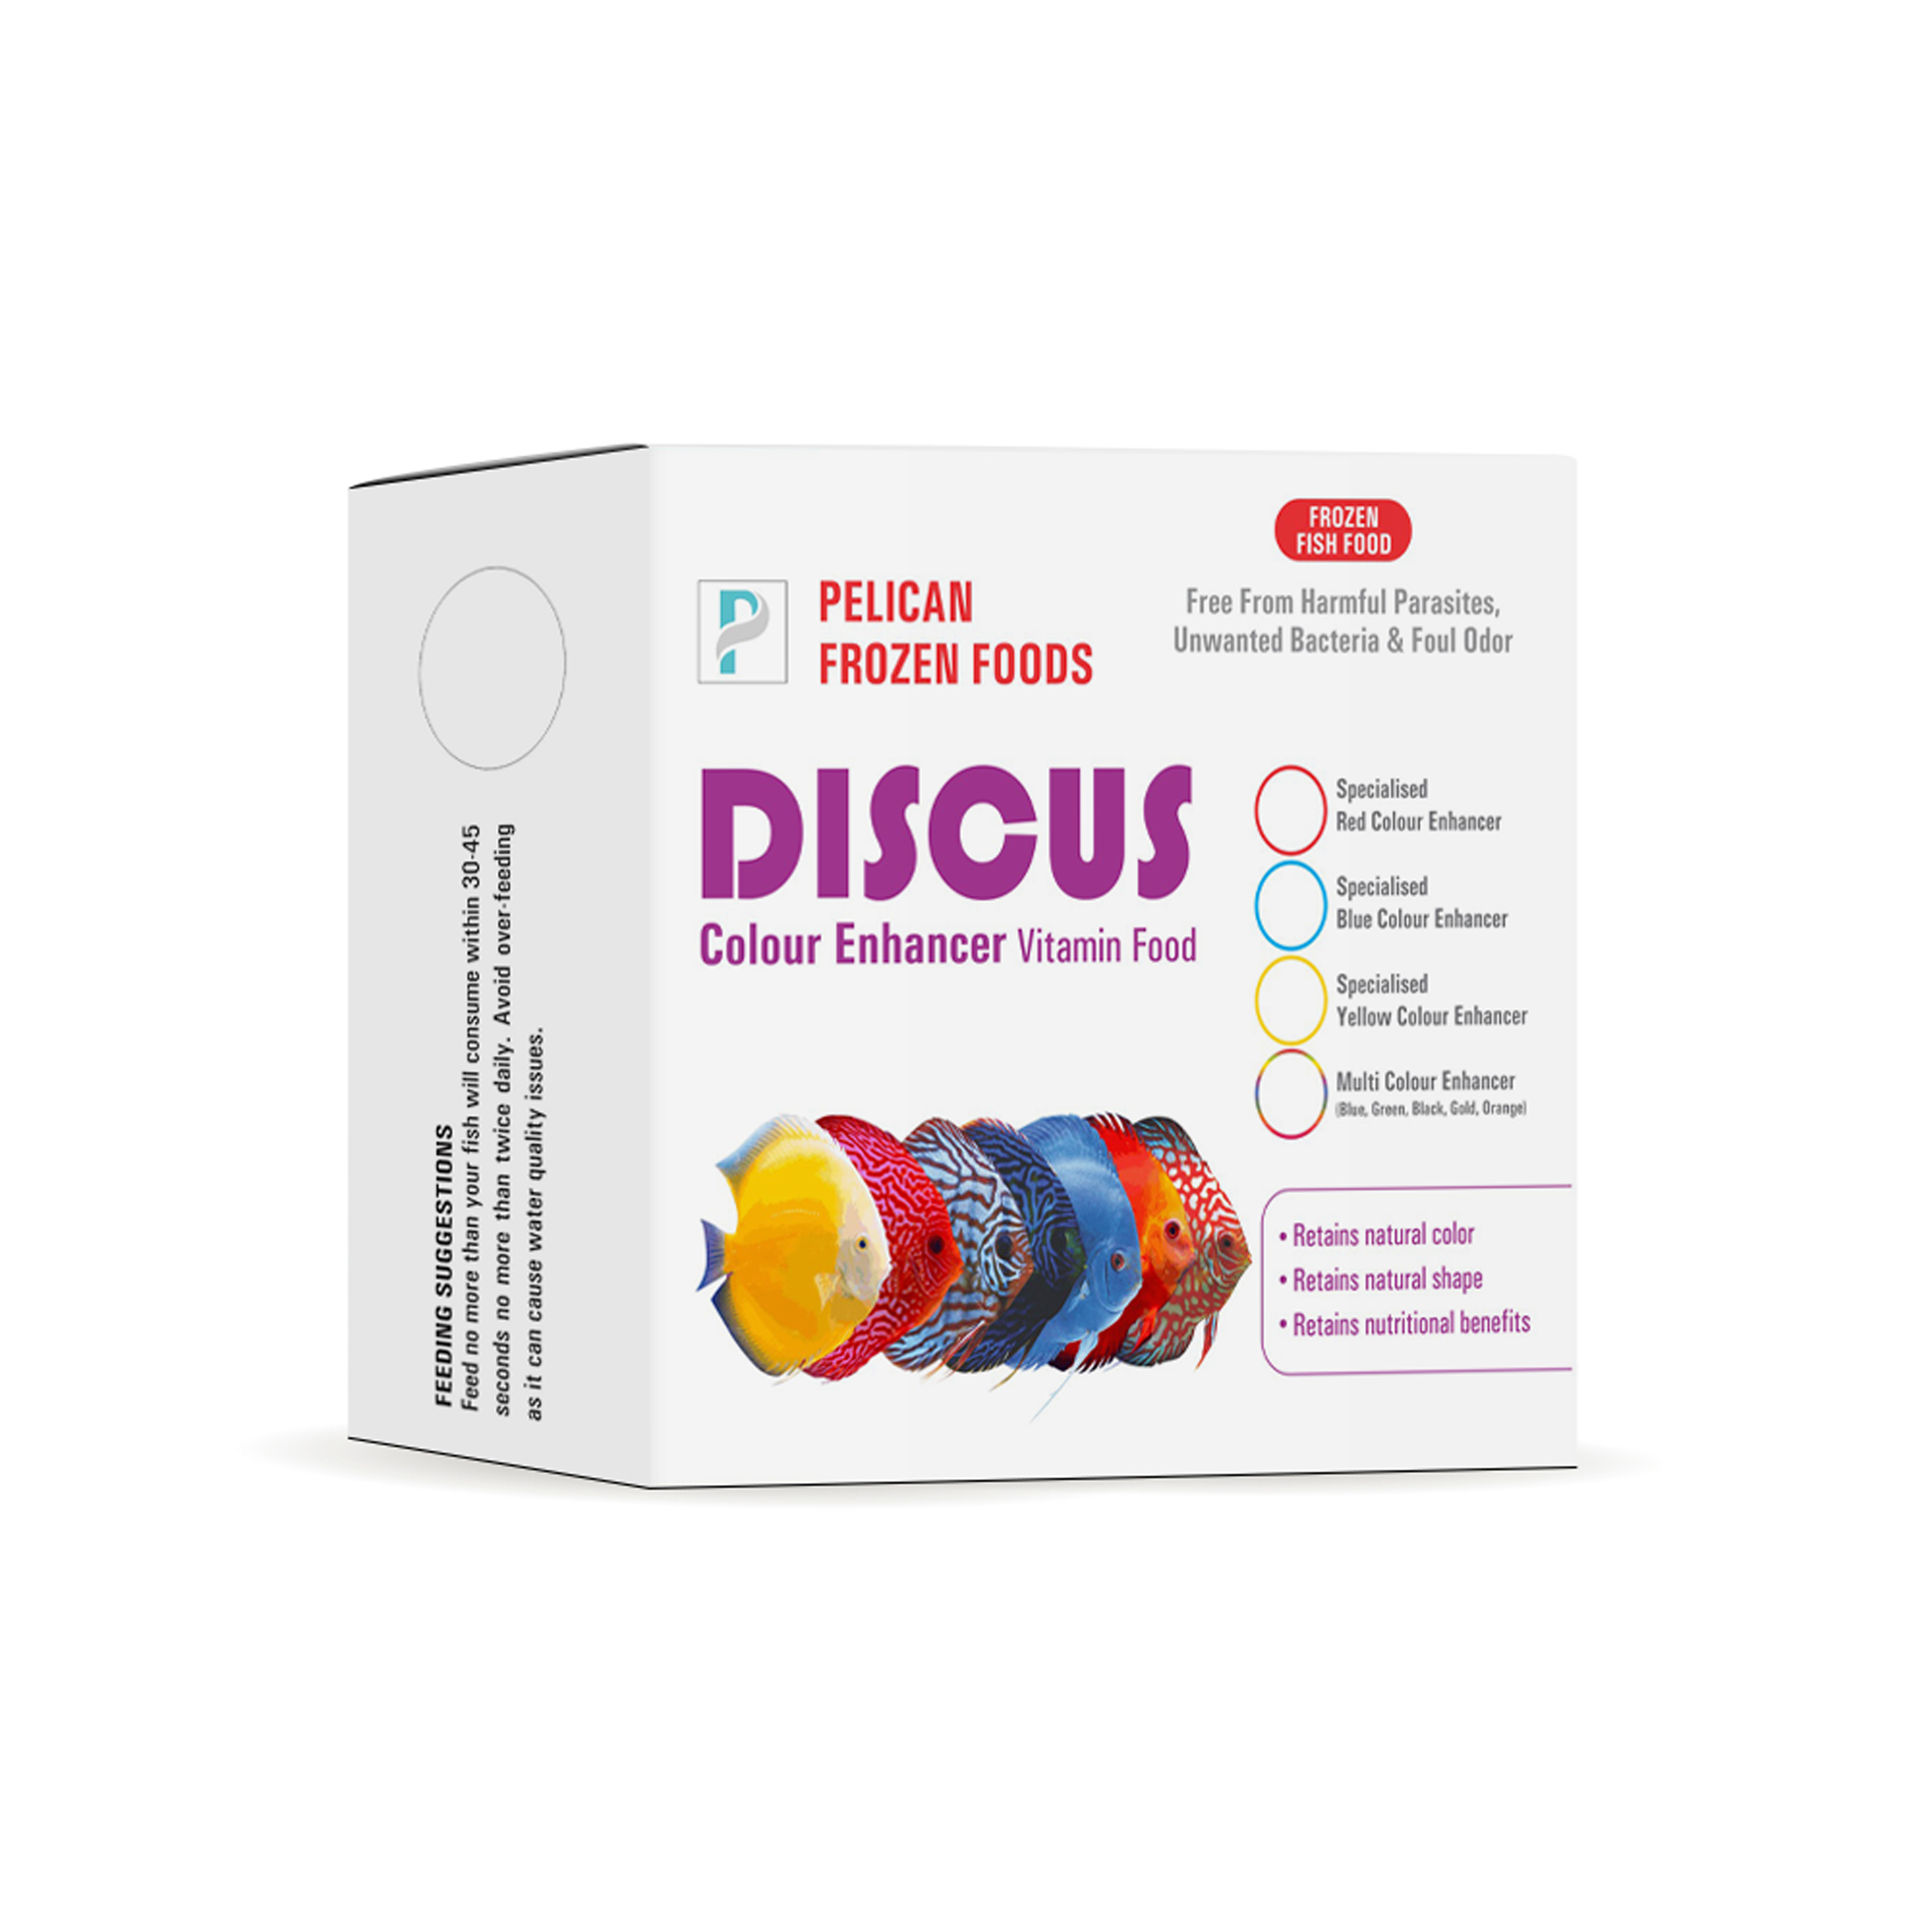 FROZEN
FISH FOOD
Free From Harmful Parasites,
Unwanted Bacteria & Foul Odor
P
PELICAN
FROZEN FOODS
DISCUS
Colour Enhancer Vitamin Food
Specialised
Red Colour Enhancer
Specialised
Blue Colour Enhancer
Specialised
Yellow Colour Enhancer
Multi Colour Enhancer
(Blue, Green, Black, Gold, Orange)
• Retains natural color
• Retains natural shape
• Retains nutritional benefits
FEEDING SUGGESTIONS
Feed no more than your fish will consume within 30-45
seconds no more than twice daily. Avoid over-feeding
as it can cause water quality issues.